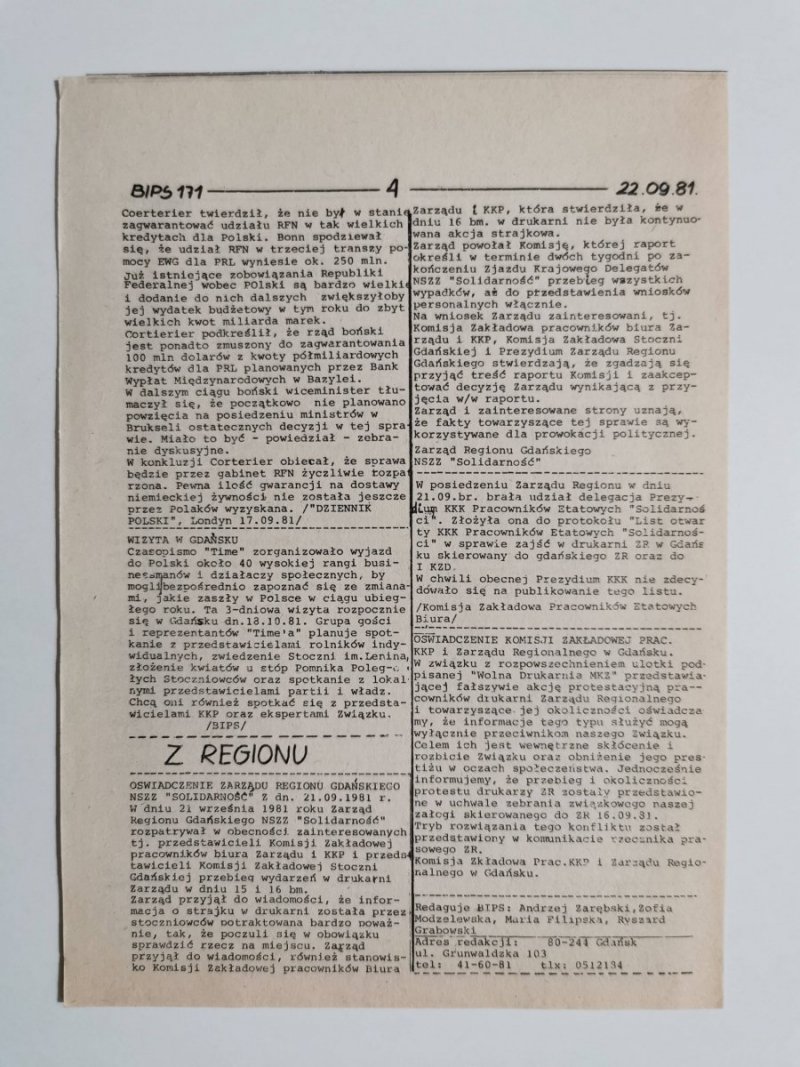 BIPS 171 4 22.09.81.
Coerterier twierdził, że nie był w stanie
zagwarantować udziału RFN w tak wielkich
kredytach dla Polski. Bonn spodziewał
się, że udział RFN w trzeciej transzy po-
mocy EWG dla PRL wyniesie ok. 250 mln.
Już istniejące zobowiązania Republiki
Federalnej wobec POlski są bardzo wielkie
i dodanie do nich dalszych zwiększyłoby
jej wydatek budżetowy w tym roku do zbyt
wielkich kwot miliarda marek.
Cortierier podkreślił, że rząd boński
jest ponadto zmuszony do zagwarantowania
100 mln dolarów z kwoty półmiliardowych
kredytów dla PRL planowanych przez Bank
Wypłat Międzynarodowych w Bazylei.
W dalszym ciągu boński wiceminister tłu-
maczył się, że początkowo nie planowano
powzięcia na posiedzeniu ministrów w
Brukseli ostatecznych decyzji w tej spra-
wie. Miało to być - powiedział - zebra-
nie dyskusyjne.
W konkluzji Corterier obiecał, że sprawa
będzie przez gabinet RFN życzliwie rozpa
rzona. Pewna ilość gwarancji na dostawy
niemieckiej żywności nie została jeszcze
przez Polaków wyzyskana. /"DZIENNIK
POLSKI", Londyn 17.09.81/
WIZYTA W GDAŃSKU
Czasopismo "Time" zorganizowało wyjazd
do Polski około 40 wysokiej rangi busi-
nessmanów i działaczy społecznych, by
mogli bezpośrednio zapoznać się ze zmiana-
mi, jakie zaszły w Polsce w ciągu ubieg-
łego roku. Ta 3-dniowa wizyta rozpocznie
się w Gdańsku dn.18.10.81. Grupa gości
i reprezentantów "Time'a" planuje spot-
kanie z przedstawicielami rolników indy-
widualnych, zwiedzenie Stoczni im.Lenina,
złożenie kwiatów u stóp Pomnika Poleg-
łych Stoczniowców oraz spotkanie z lokal-
nymi przedstawicielami partii i władz.
Chcą oni również spotkać się z przedsta-
wicielami KKP oraz ekspertami Związku.
/BIPS/
Z REGIONU
OŚWIADCZENIE ZARZĄDU REGIONU GDAŃSKIEGO
NSZZ "SOLIDARNOŚĆ" Z dn. 21.09.1981 r.
W dniu 21 września 1981 roku Zarząd
Regionu Gdańskiego NSZZ "Solidarność"
rozpatrywał w obecności zainteresowanych
tj. przedstawicieli Komisji Zakładowej
pracowników biura Zarządu i KKP i przeds
tawicieli Komisji Zakładowej Stoczni
Gdańskiej przebieg wydarzeń w drukarni
Zarządu w dniu 15 i 16 bm.
Zarząd przyjął do wiadomości, że infor-
macja o strajku w drukarni została przez
stoczniowców potraktowana bardzo poważ-
nie, tak, że poczuli się w obowiązku
sprawdzić rzecz na miejscu. Zarząd
przyjął do wiadomości, również stanowis-
ko Komisji Zakładowej pracowników Biura
Zarządu i KKP, która stwierdziła, że w
dniu 16 bm. w drukarni nie była kontynuo-
wana akcja strajkowa.
Zarząd powołał Komisję, której raport
określi w terminie dwóch tygodni po za-
kończeniu Zjazdu Krajowego Delegatów
NSZZ "Solidarność" przebieg wszystkich
wypadków, aż do przedstawienia wniosków
personalnych włącznie.
Na wniosek Zarządu zainteresowani, tj.
Komisja Zakładowa pracowników biura Za-
rządu i KKP, Komisja Zakładowa Stoczni
Gdańskiej i Prezydium Zarządu Regionu
Gdańskiego stwierdzają, że zgadzają się
przyjąć treść raportu Komisji i zaakcep-
tować decyzję Zarządu wynikającą z przy-
jęcia w/w raportu.
Zarząd i zainteresowane strony uznają,
że fakty towarzyszące tej sprawie są wy-
korzystywane dla prowokacji politycznej.
Zarząd Regionu Gdańskiego
NSZZ "Solidarność"
W posiedzeniu Zarządu Regionu w dniu
21.09.br. brała udział delegacja Prezy-
dium KKK Pracowników Etatowych "Solidarnoś
ci". Złożyła ona do protokołu "List otwar
ty KKK Pracowników Etatowych "Solidarnoś-
ci" w sprawie zajść w drukarni ZR w Gdańs
ku skierowany do gdańskiego ZR oraz do
I KZD.
W chwili obecnej Prezydium KKK nie zdecy-
dowało się na publikowanie tego listu.
/Komisja Zakładowa Pracowników Etatowych
Biura/
OŚWIADCZENIE KOMISJI ZAKŁADOWEJ PRAC.
KKP i Zarządu Regionalnego w Gdańsku.
W związku z rozpowszechnieniem ulotki pod-
pisanej "Wolna Drukarnia MKZ" przedstawia-
jącej fałszywie akcję protestacyjną pra--
cowników drukarni Zarządu Regionalnego
i towarzyszące jej okoliczności oświadcza
my, że informacje tego typu służyć mogą
wyłącznie przeciwnikom naszego Związku.
Celem ich jest wewnętrzne skłócenie i
rozbicie Związku oraz obniżenie jego pres-
tiżu w oczach społeczeństwa. Jednocześnie
informujemy, że przebieg i okoliczności
protestu drukarzy ZR zostały przedstawio-
ne w uchwale zebrania związkowego naszej
załogi skierowanego do ZR 16.09.81.
Tryb rozwiązania tego konfliktu został
przedstawiony w komunikacie rzecznika pra-
sowego ZR.
Komisja Zkładowa Prac.KKP i Zarządu Regio-
nalnego w Gdańsku.
Redaguje BIPS: Andrzej Zarębski,Zofia
Modzelewska, Maria Filipska, Ryszard
Grabowski
Adres redakcji: 80-244 Gdańsk
ul. Grunwaldzka 103
tel: 41-60-81 tlx: 0512134